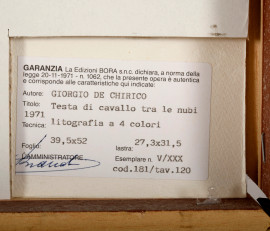 GARANZIA La Edizioni BORA s.n.c. dichiara, a norma della
legge 20-11-1971 - n. 1062, che la presente opera è autentica
e corrisponde alle caratteristiche qui indicate:
Autore: GIORGIO DE CHIRICO
Titolo: Testa di cavallo tra le nubi
1971
Tecnica: litografia a 4 colori
Foglio: 39,5x52 lastra: 27,3x31,5
L'AMMINISTRATORE Esemplare n. V/XXX
cod.181/tav.120